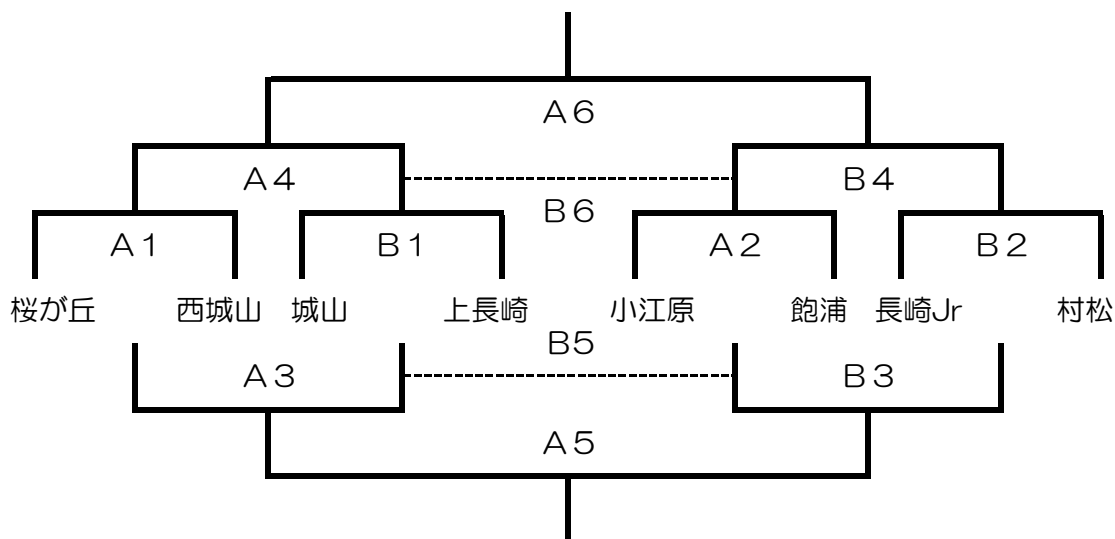 A6
A4 B4
B6
A1 B1 A2 B2
桜が丘 西城山 城山 上長崎 小江原 飽浦 長崎Jr 村松
B5
A3 B3
A5